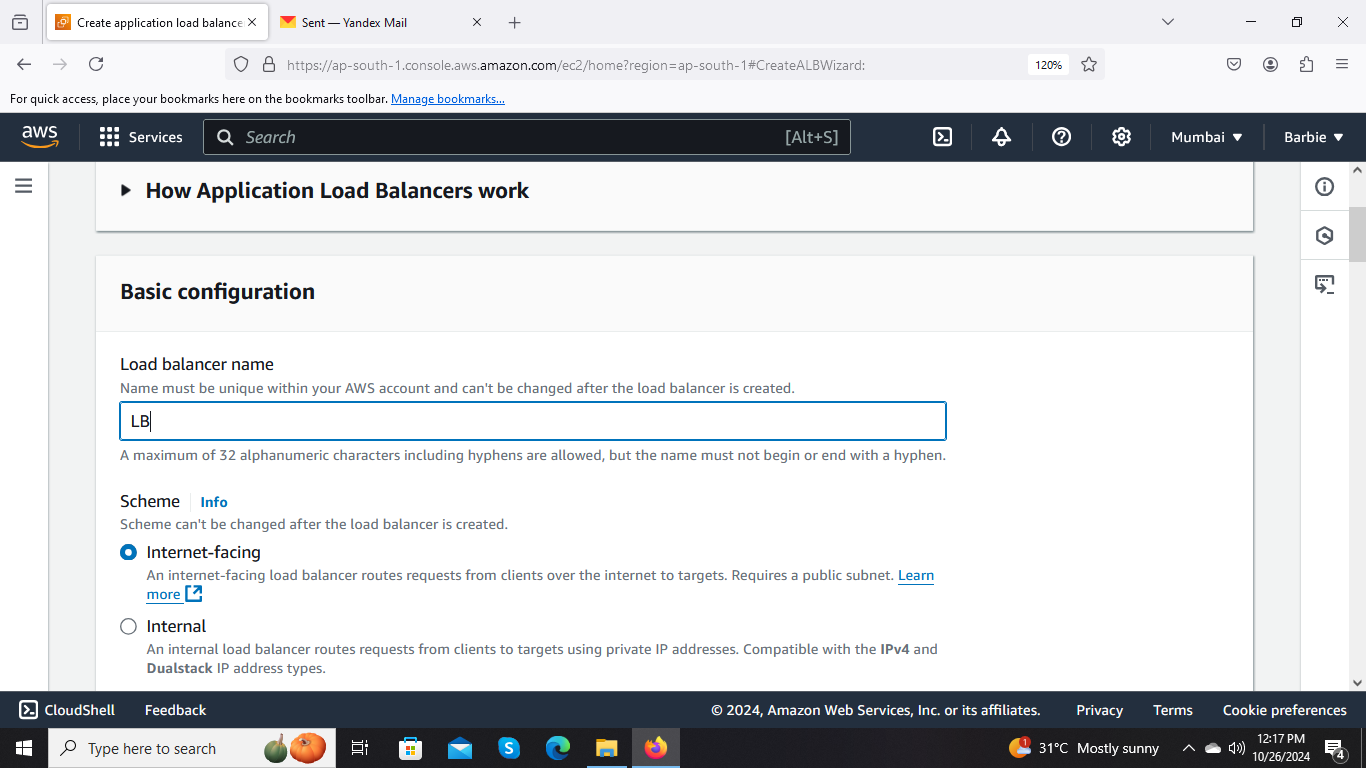 Create application load balance
Sent — Yandex Mail
https://ap-south-1.console.aws.amazon.com/ec2/home?region=ap-south-1#CreateALBWizard:
120%
For quick access, place your bookmarks here on the bookmarks toolbar. Manage bookmarks...
aws
Services
Search
[Alt+S]
Mumbai
Barbie
How Application Load Balancers work
Basic configuration
Load balancer name
Name must be unique within your AWS account and can't be changed after the load balancer is created.
LB
A maximum of 32 alphanumeric characters including hyphens are allowed, but the name must not begin or end with a hyphen.
Scheme Info
Scheme can't be changed after the load balancer is created.
Internet-facing
An internet-facing load balancer routes requests from clients over the internet to targets. Requires a public subnet. Learn
more
Internal
An internal load balancer routes requests from clients to targets using private IP addresses. Compatible with the IPv4 and
Dualstack IP address types.
CloudShell
Feedback
© 2024, Amazon Web Services, Inc. or its affiliates.
Privacy
Terms
Cookie preferences
Type here to search
1
31°C Mostly sunny
12:17 PM
10/26/2024
4